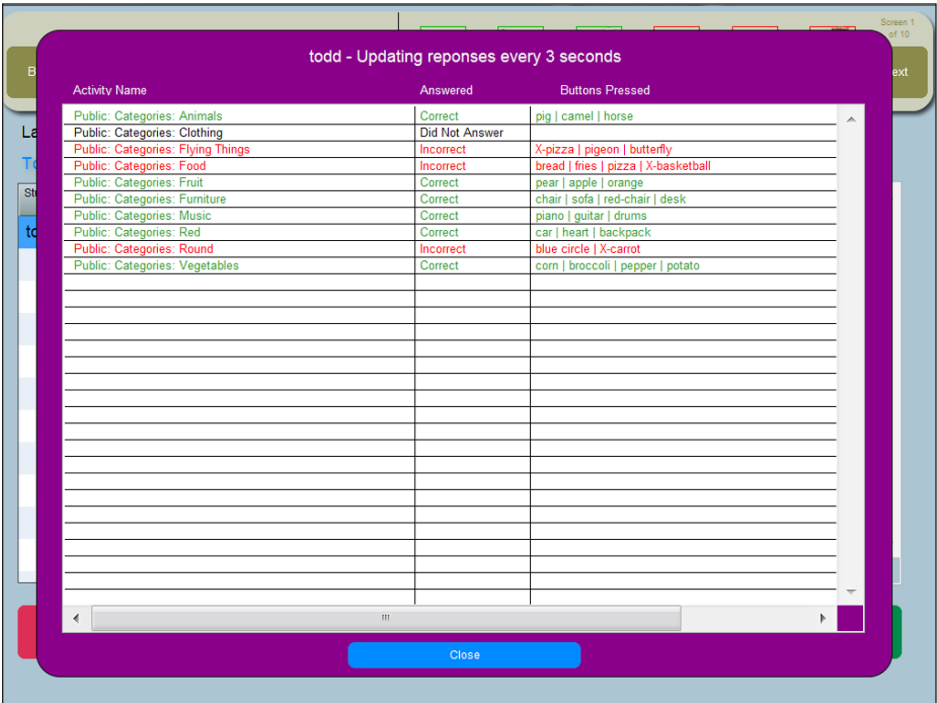 Screen 1
of 10
todd - Updating reponses every 3 seconds
B
ext
Activity Name Answered Buttons Pressed
Public: Categories: Animals Correct pig | camel | horse
Public: Categories: Clothing Did Not Answer
Public: Categories: Flying Things Incorrect X-pizza | pigeon | butterfly
Public: Categories: Food Incorrect bread | fries | pizza | X-basketball
Public: Categories: Fruit Correct pear | apple | orange
Public: Categories: Furniture Correct chair | sofa | red-chair | desk
Public: Categories: Music Correct piano | guitar | drums
Public: Categories: Red Correct car | heart | backpack
Public: Categories: Round Incorrect blue circle | X-carrot
Public: Categories: Vegetables Correct corn | broccoli | pepper | potato
Close